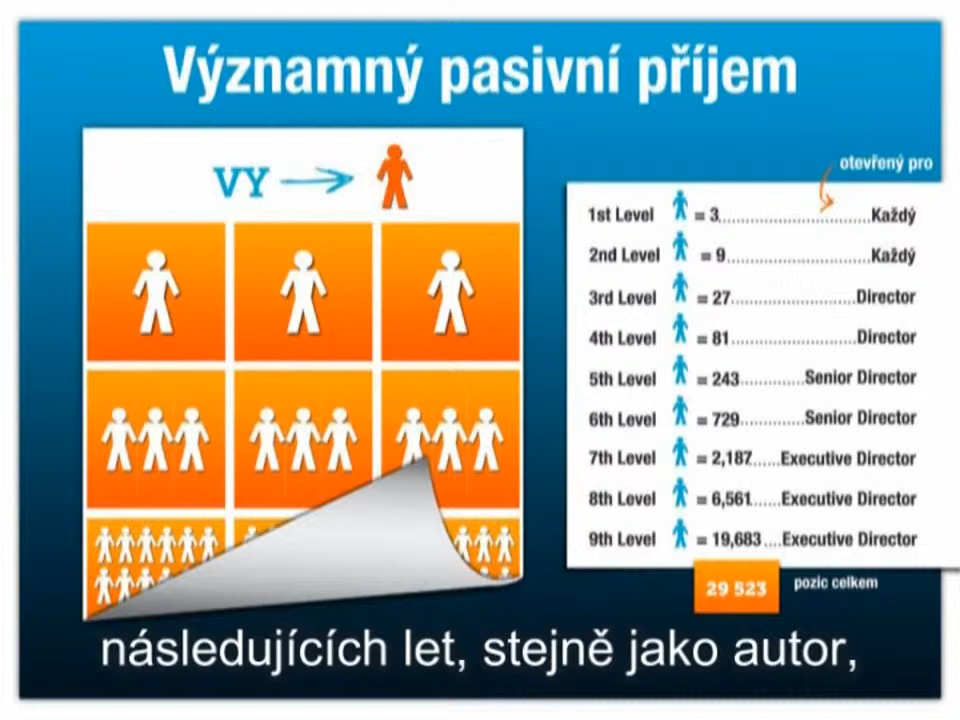 Významný pasivní příjem
VY
otevřený pro
1st Level = 3......................................Každý
2nd Level = 9....................................Každý
3rd Level = 27...............................Director
4th Level = 81...............................Director
5th Level = 243.............Senior Director
6th Level = 729.............Senior Director
7th Level = 2,187......Executive Director
8th Level = 6,561......Executive Director
9th Level = 19,683....Executive Director
29 523 pozic celkem
následujících let, stejně jako autor,